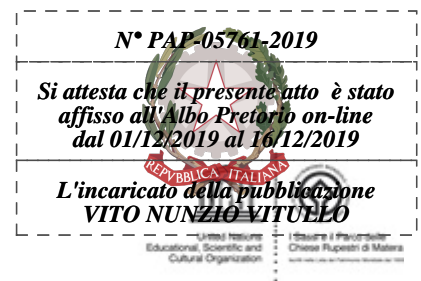 N° PAP-05761-2019
Si attesta che il presente atto è stato
affisso all'Albo Pretorio on-line
dal 01/12/2019 al 16/12/2019
REPVBBLICA ITALIANA
L'incaricato della pubblicazione
VITO NUNZIO VITULLO
United Nations
Educational, Scientific and
Cultural Organization
I Sassi e il Parco delle
Chiese Rupestri di Matera